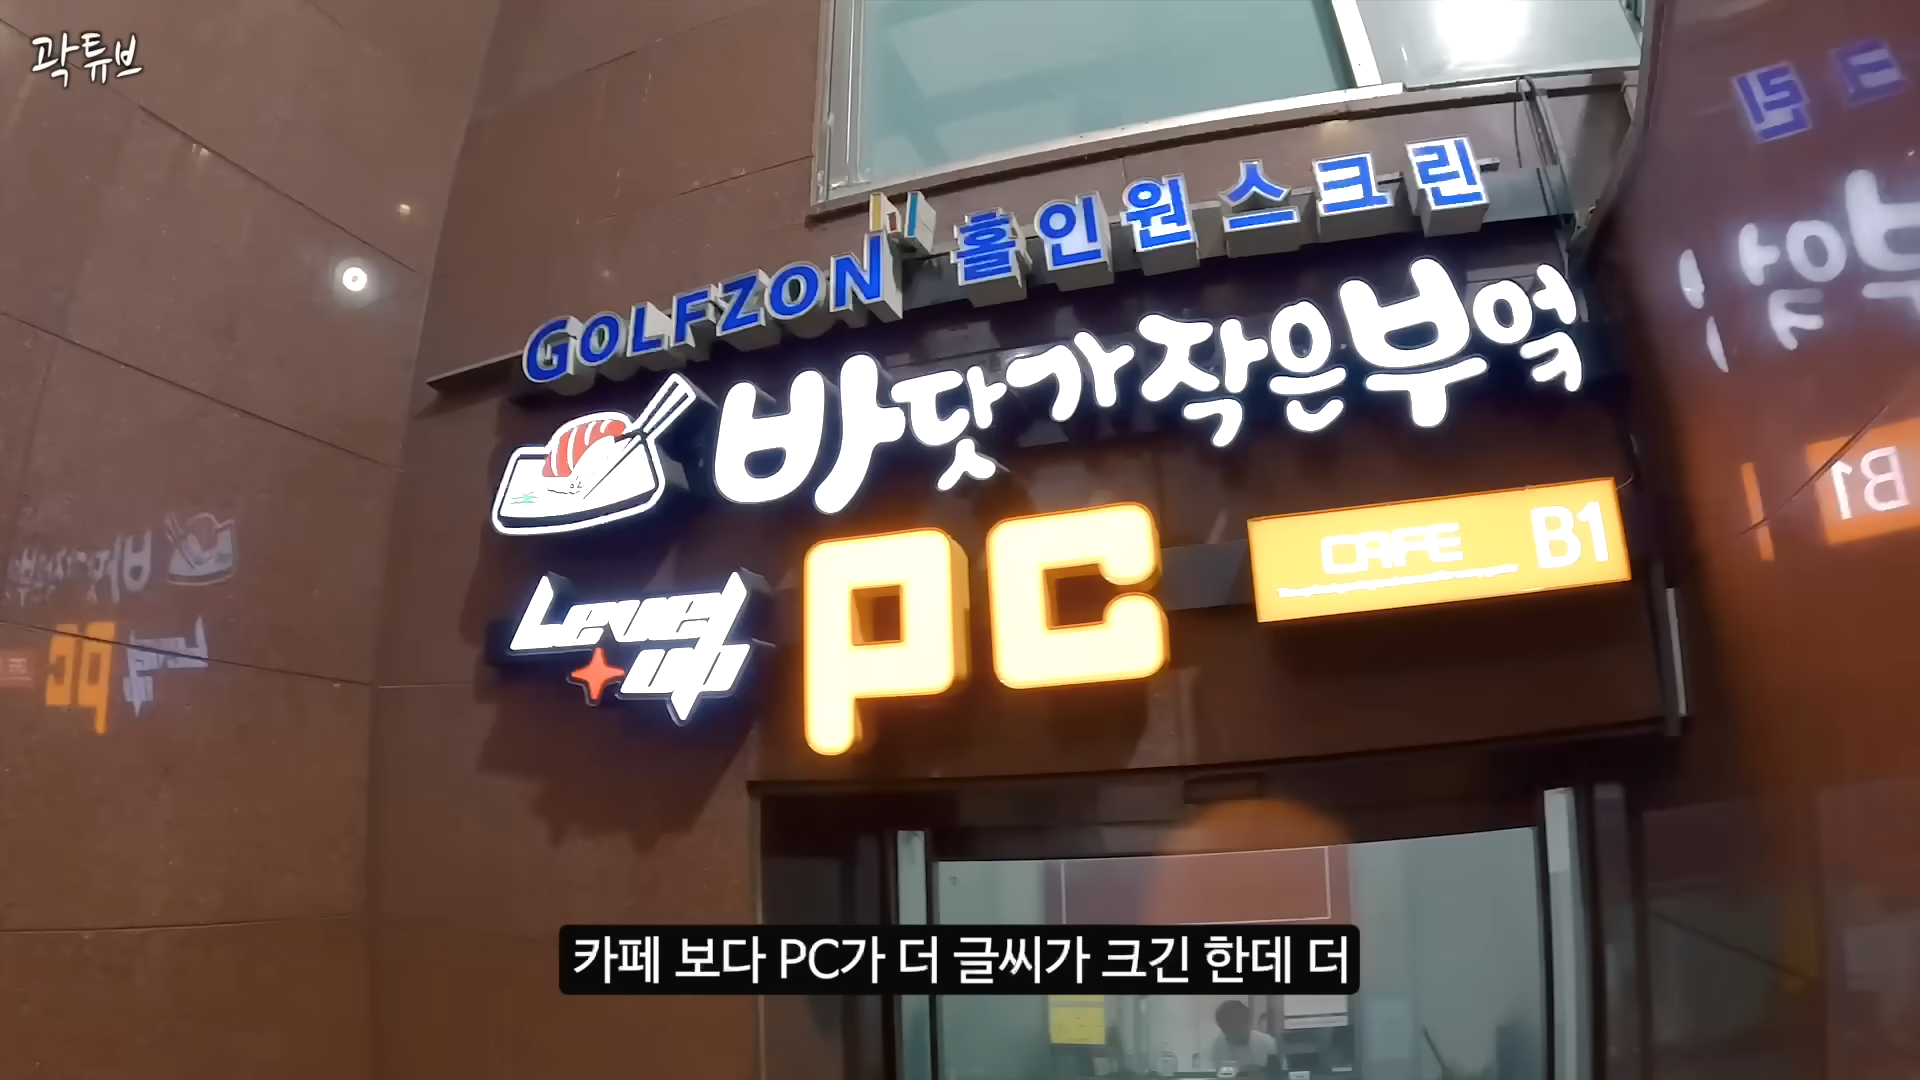 곽튜브
GOLFZON 홀인원스크린
바닷가작은부엌
Level up
PC
CAFE
B1
카페 보다 PC가 더 글씨가 크긴 한데 더